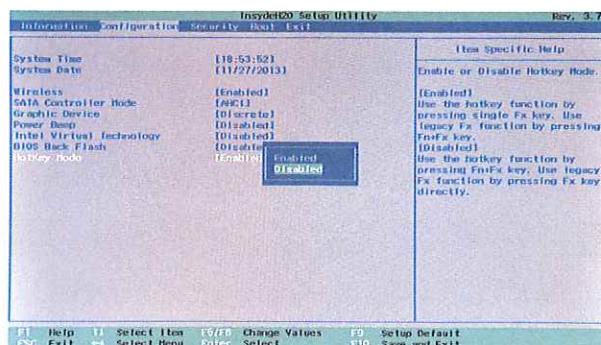 InsydeH20 Setup Utility Rev. 3.7
Information Configuration Security Boot Exit
System Time [18:53:52]
System Date [11/27/2013]
Wireless [Enabled]
SATA Controller Mode [AHCI]
Graphic Device [Discrete]
Power Beep [Disabled]
Intel Virtual Technology [Disabled]
BIOS Back Flash [Disable
HotKey Mode [Enabled
Enabled
Disabled
Item Specific Help
Enable or Disable Hotkey Mode.
[Enabled]
Use the hotkey function by
pressing single Fx key. Use
legacy Fx function by pressing
Fn+Fx key.
[Disabled]
Use the hotkey function by
pressing Fn+Fx key. Use legacy
Fx function by pressing Fx key
directly.
F1 Help ↑↓ Select Item F5/F6 Change Values F9 Setup Default
ESC Exit ↔ Select Menu Enter Select F10 Save and Exit